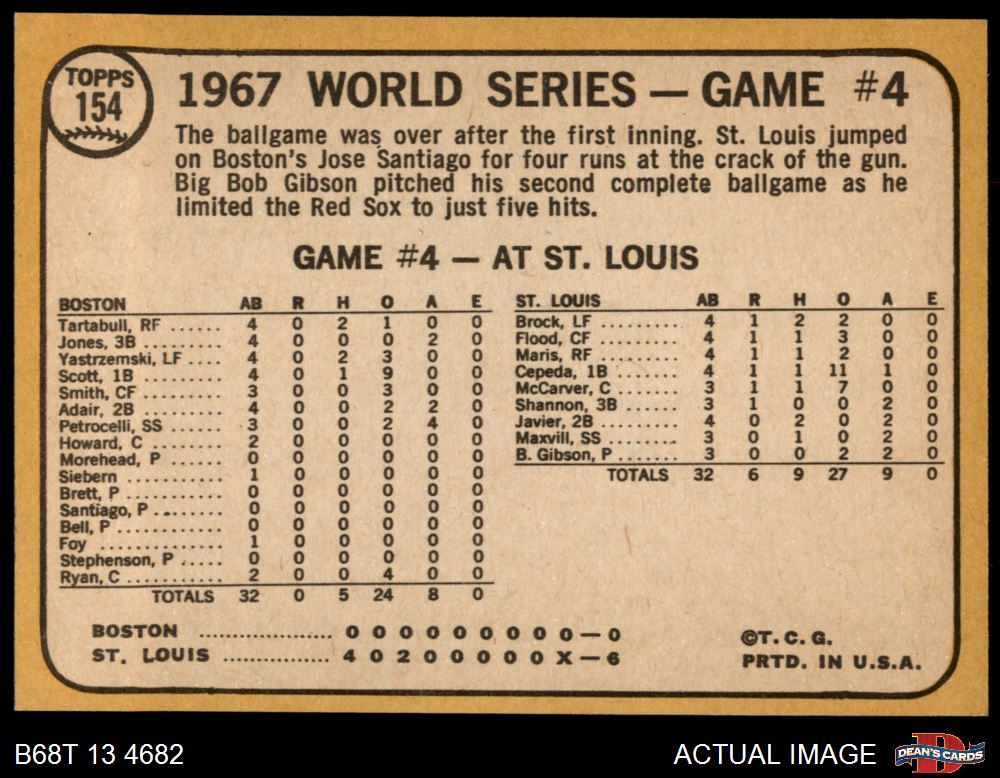 TOPPS
154
1967 WORLD SERIES — GAME #4
The ballgame was over after the first inning. St. Louis jumped
on Boston's Jose Santiago for four runs at the crack of the gun.
Big Bob Gibson pitched his second complete ballgame as he
limited the Red Sox to just five hits.
GAME #4 — AT ST. LOUIS
BOSTON AB R H O A E
Tartabull, RF ...... 4 0 2 1 0 0
Jones, 3B .......... 4 0 0 0 2 0
Yastrzemski, LF .... 4 0 2 3 0 0
Scott, 1B .......... 4 0 1 9 0 0
Smith, CF .......... 3 0 0 3 0 0
Adair, 2B .......... 4 0 0 2 2 0
Petrocelli, SS ...... 3 0 0 2 4 0
Howard, C .......... 2 0 0 0 0 0
Morehead, P ........ 0 0 0 0 0 0
Siebern ............ 1 0 0 0 0 0
Brett, P ............ 0 0 0 0 0 0
Santiago, P ......... 0 0 0 0 0 0
Bell, P ............. 0 0 0 0 0 0
Foy ............... 1 0 0 0 0 0
Stephenson, P ..... 0 0 0 0 0 0
Ryan, C ........... 2 0 0 4 0 0
TOTALS 32 0 5 24 8 0
ST. LOUIS AB R H O A E
Brock, LF .......... 4 1 2 2 0 0
Flood, CF .......... 4 1 1 3 0 0
Maris, RF .......... 4 1 1 2 0 0
Cepeda, 1B ........ 4 1 1 11 1 0
McCarver, C ........ 3 1 1 7 0 0
Shannon, 3B ....... 3 1 0 0 2 0
Javier, 2B .......... 4 0 2 0 2 0
Maxvill, SS ......... 3 0 1 0 2 0
B. Gibson, P ........ 3 0 0 2 2 0
TOTALS 32 6 9 27 9 0
BOSTON .................... 0 0 0 0 0 0 0 0 0 — 0
ST. LOUIS ................ 4 0 2 0 0 0 0 0 X — 6
©T. C. G.
PRTD. IN U.S.A.
B68T 13 4682
ACTUAL IMAGE
DEAN'S CARDS